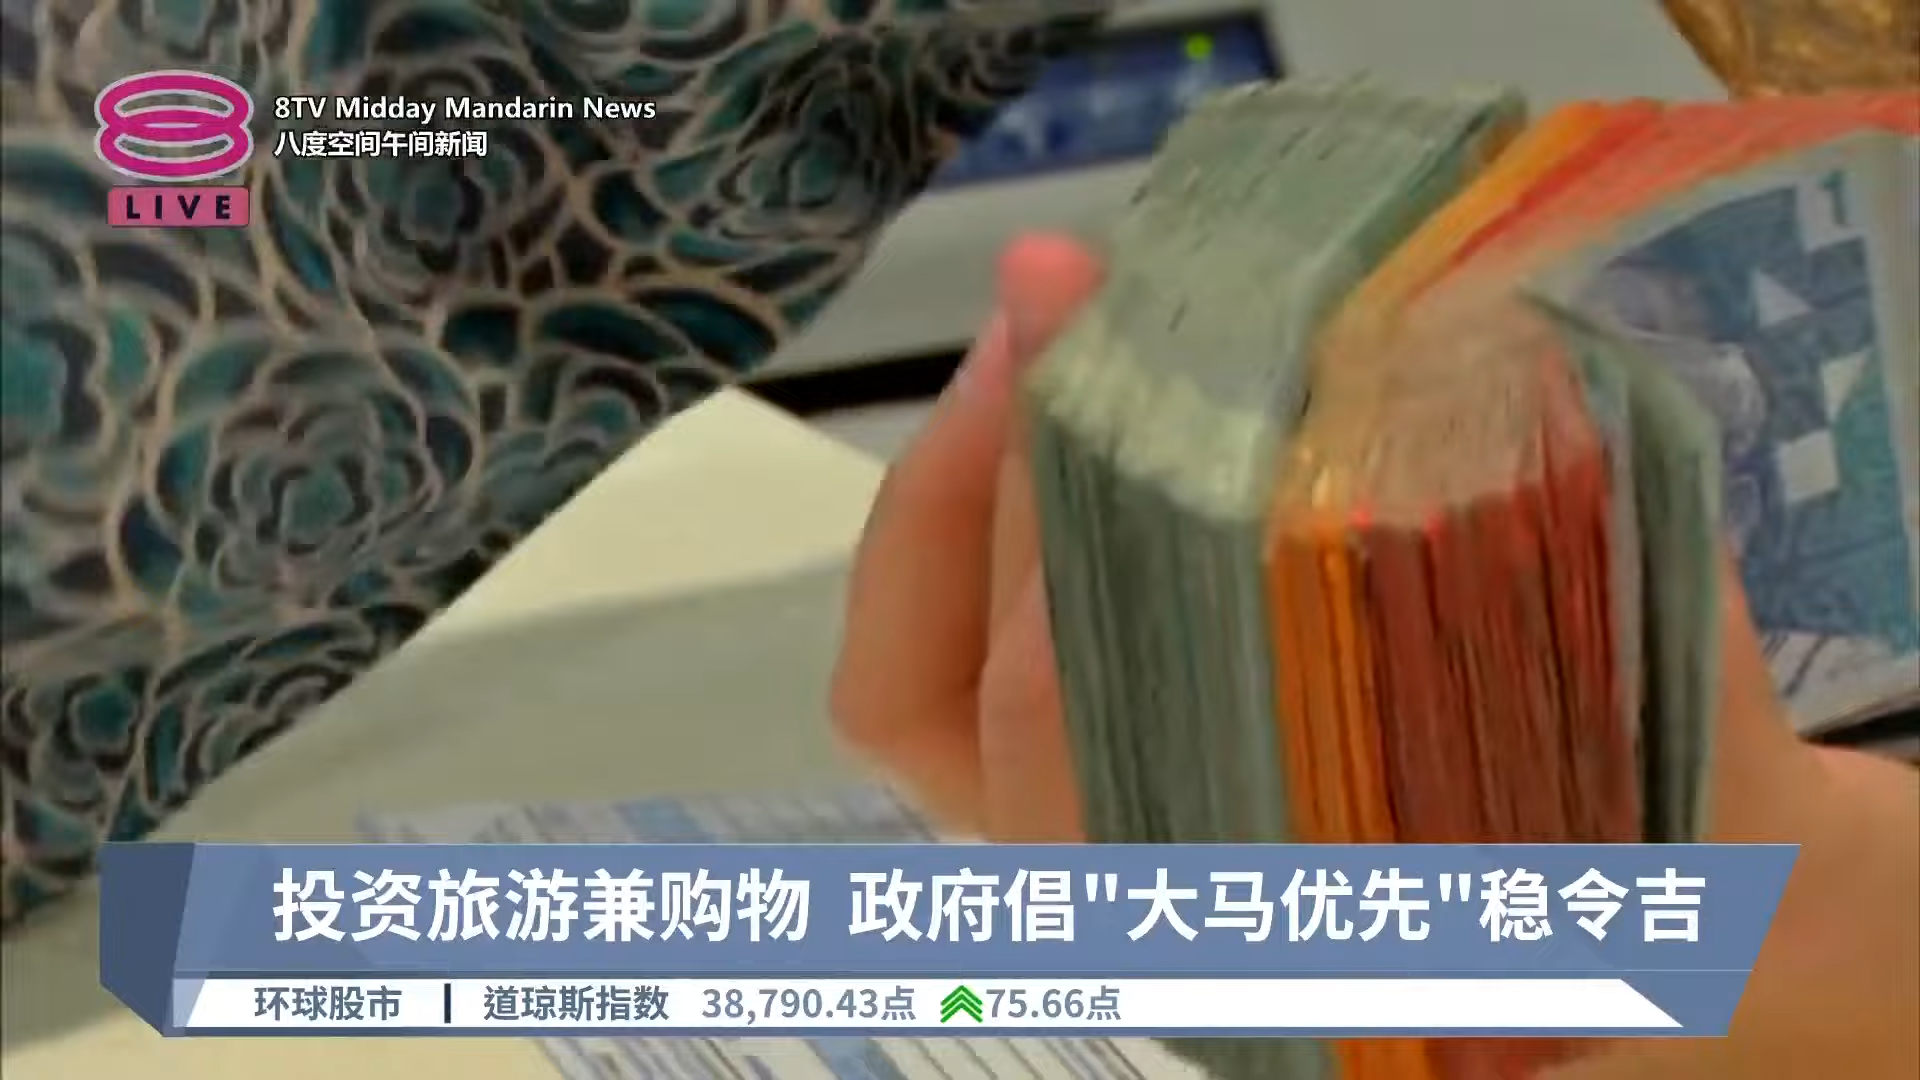 8TV Midday Mandarin News
八度空间午间新闻
LIVE
投资旅游兼购物 政府倡"大马优先"稳令吉
环球股市 | 道琼斯指数 38,790.43点 75.66点